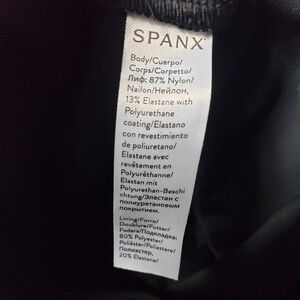 SPANX
Body/Cuerpo/
Corps/Corpetto/
Лиф: 87% Nylon/
Nailon/Нейлон,
13% Elastane with
Polyurethane
coating/Elastano
con revestimiento
de poliuretano/
Elastane avec
revêtement en
Polyuréthanne/
Elastan mit
Polyurethan-Beschi
chtung/Эластан с
полиуретановым
покрытием.
Lining/Forro/
Doublure/Futter/
Fodera/Подкладка:
80% Polyester/
Poliéster/Poliestere/
Полиэстер,
20% Elastane/